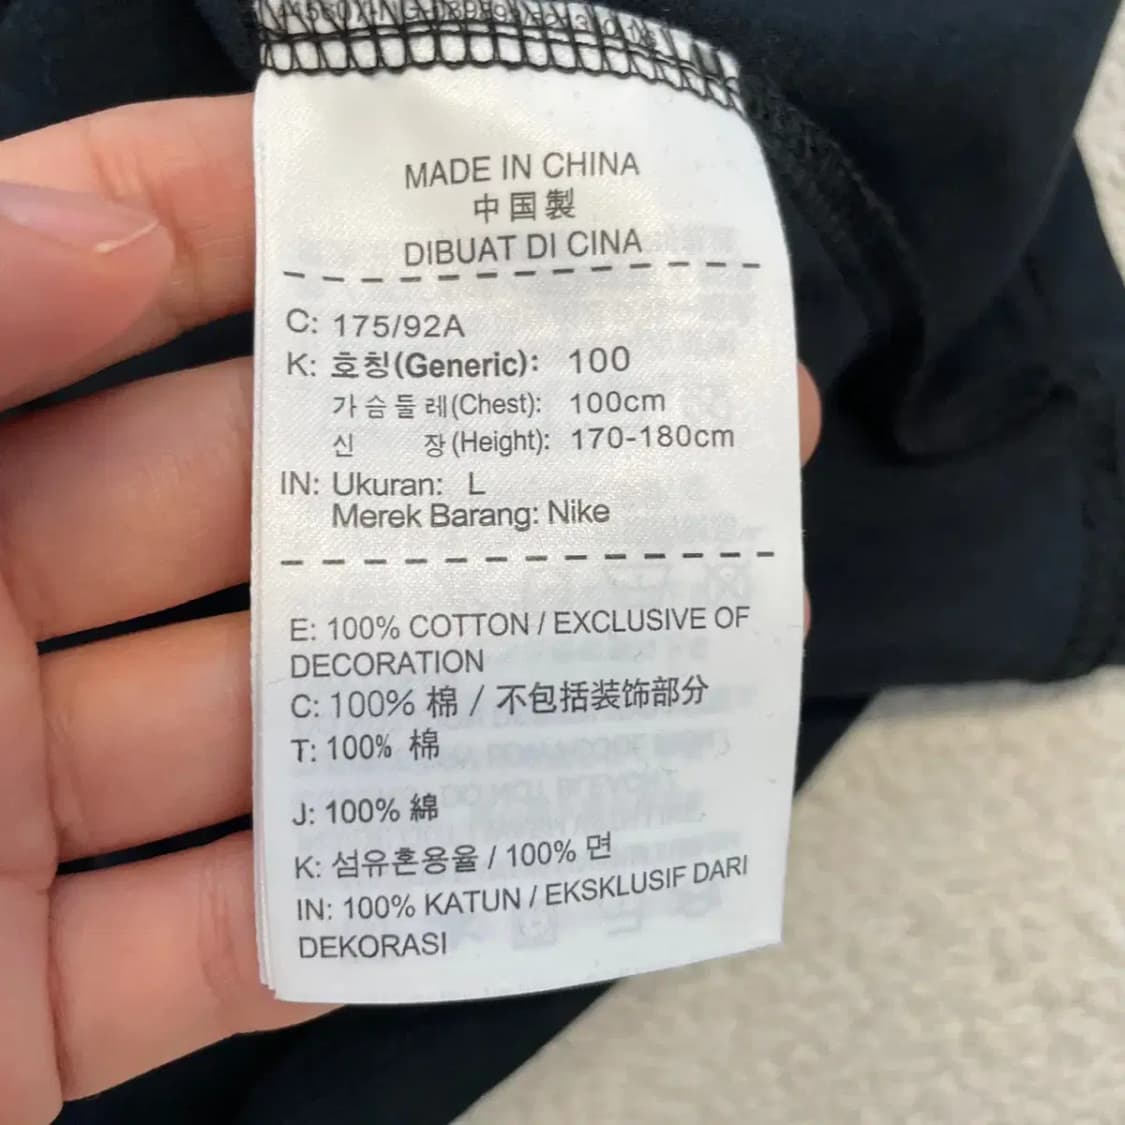 MADE IN CHINA
中国製
DIBUAT DI CINA
C: 175/92A
K: 호칭(Generic): 100
가슴둘레(Chest): 100cm
신 장(Height): 170-180cm
IN: Ukuran: L
Merek Barang: Nike
E: 100% COTTON / EXCLUSIVE OF
DECORATION
C: 100% 棉 / 不包括装饰部分
T: 100% 棉
J: 100% 綿
K: 섬유혼용율 / 100% 면
IN: 100% KATUN / EKSKLUSIF DARI
DEKORASI